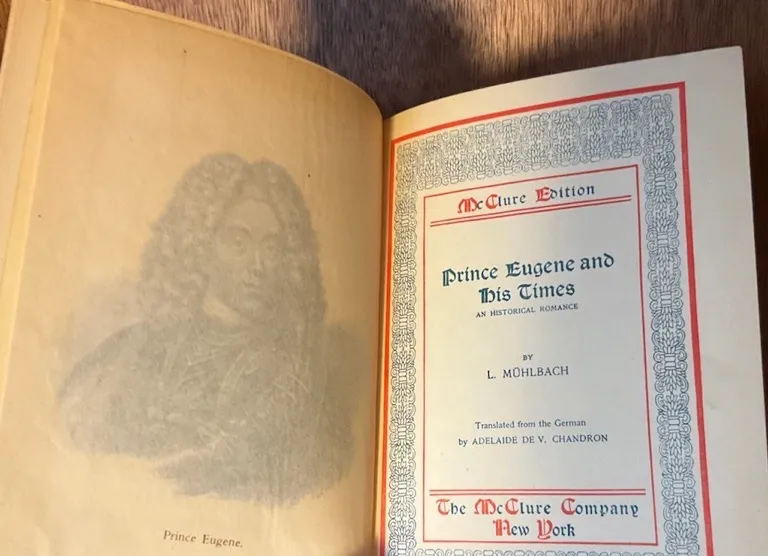 Prince Eugene.
McClure Edition
Prince Eugene and
His Times
AN HISTORICAL ROMANCE
BY
L. MÜHLBACH
Translated from the German
by ADELAIDE DE V. CHANDRON
The McClure Company
New York